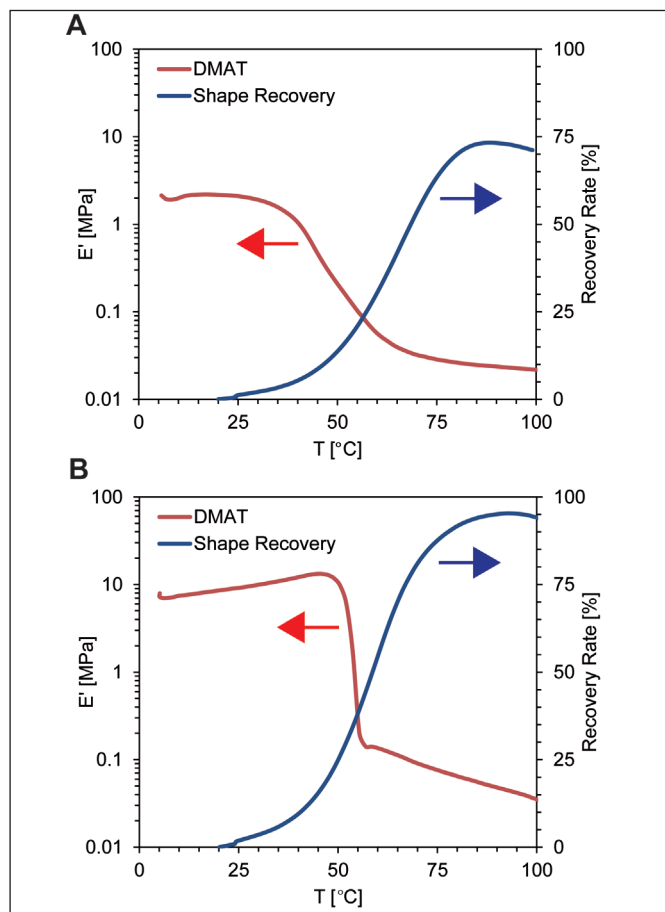 A
DMAT
Shape Recovery
E' [MPa]
100
10
1
0.1
0.01
Recovery Rate [%]
100
75
50
25
0
0 25 50 75 100
T [°C]
B
DMAT
Shape Recovery
E' [MPa]
100
10
1
0.1
0.01
Recovery Rate [%]
100
75
50
25
0
0 25 50 75 100
T [°C]